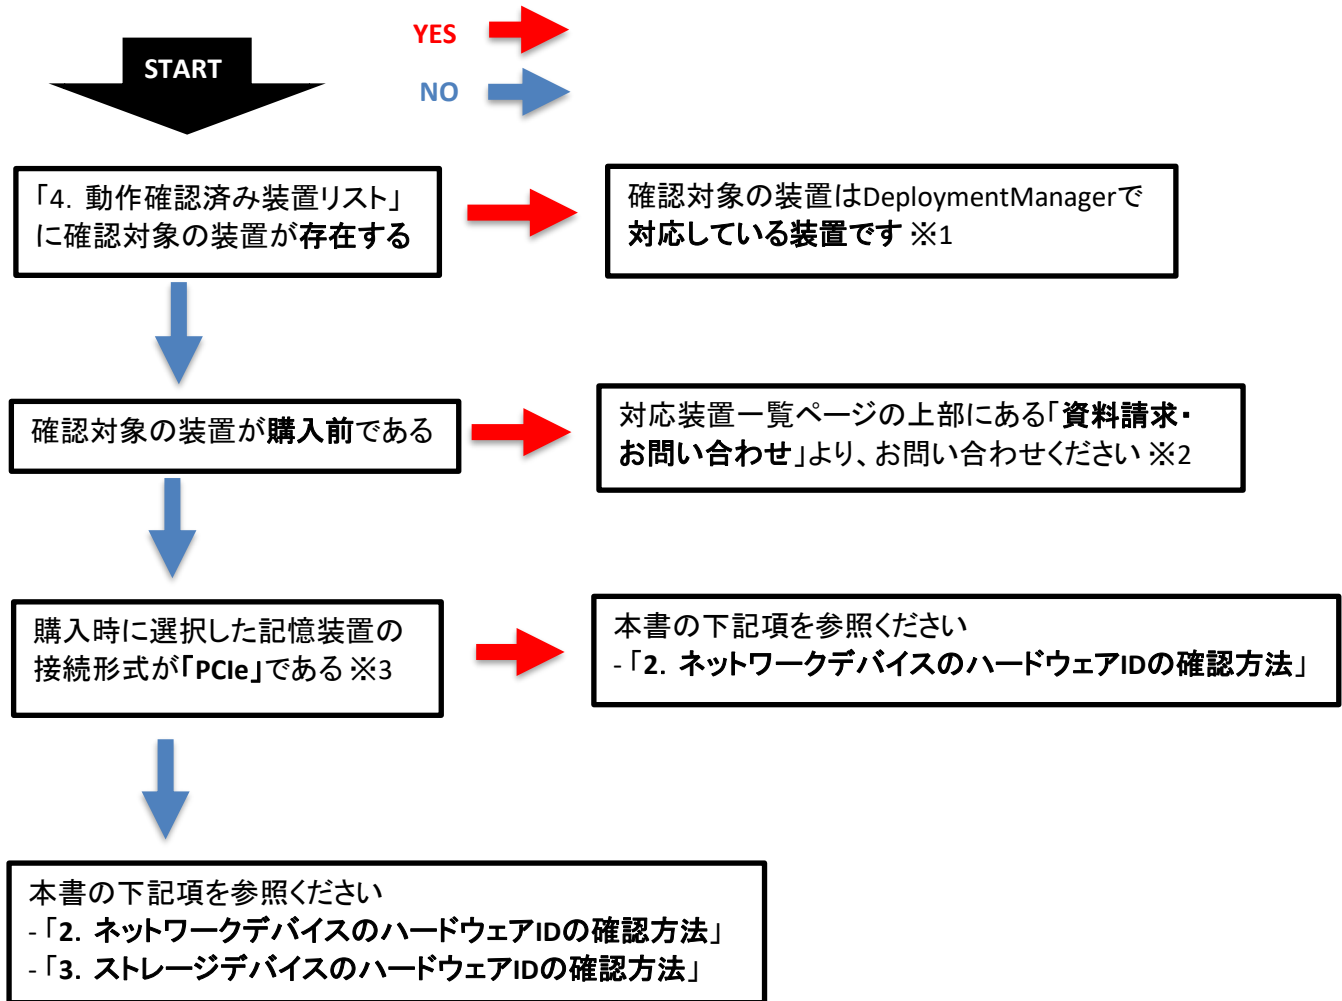 YES
START
NO
「4. 動作確認済み装置リスト」
に確認対象の装置が存在する
確認対象の装置はDeploymentManagerで
対応している装置です ※1
確認対象の装置が購入前である
対応装置一覧ページの上部にある「資料請求・
お問い合わせ」より、お問い合わせください ※2
購入時に選択した記憶装置の
接続形式が「PCIe」である ※3
本書の下記項を参照ください
-「2. ネットワークデバイスのハードウェアIDの確認方法」
本書の下記項を参照ください
-「2. ネットワークデバイスのハードウェアIDの確認方法」
-「3. ストレージデバイスのハードウェアIDの確認方法」